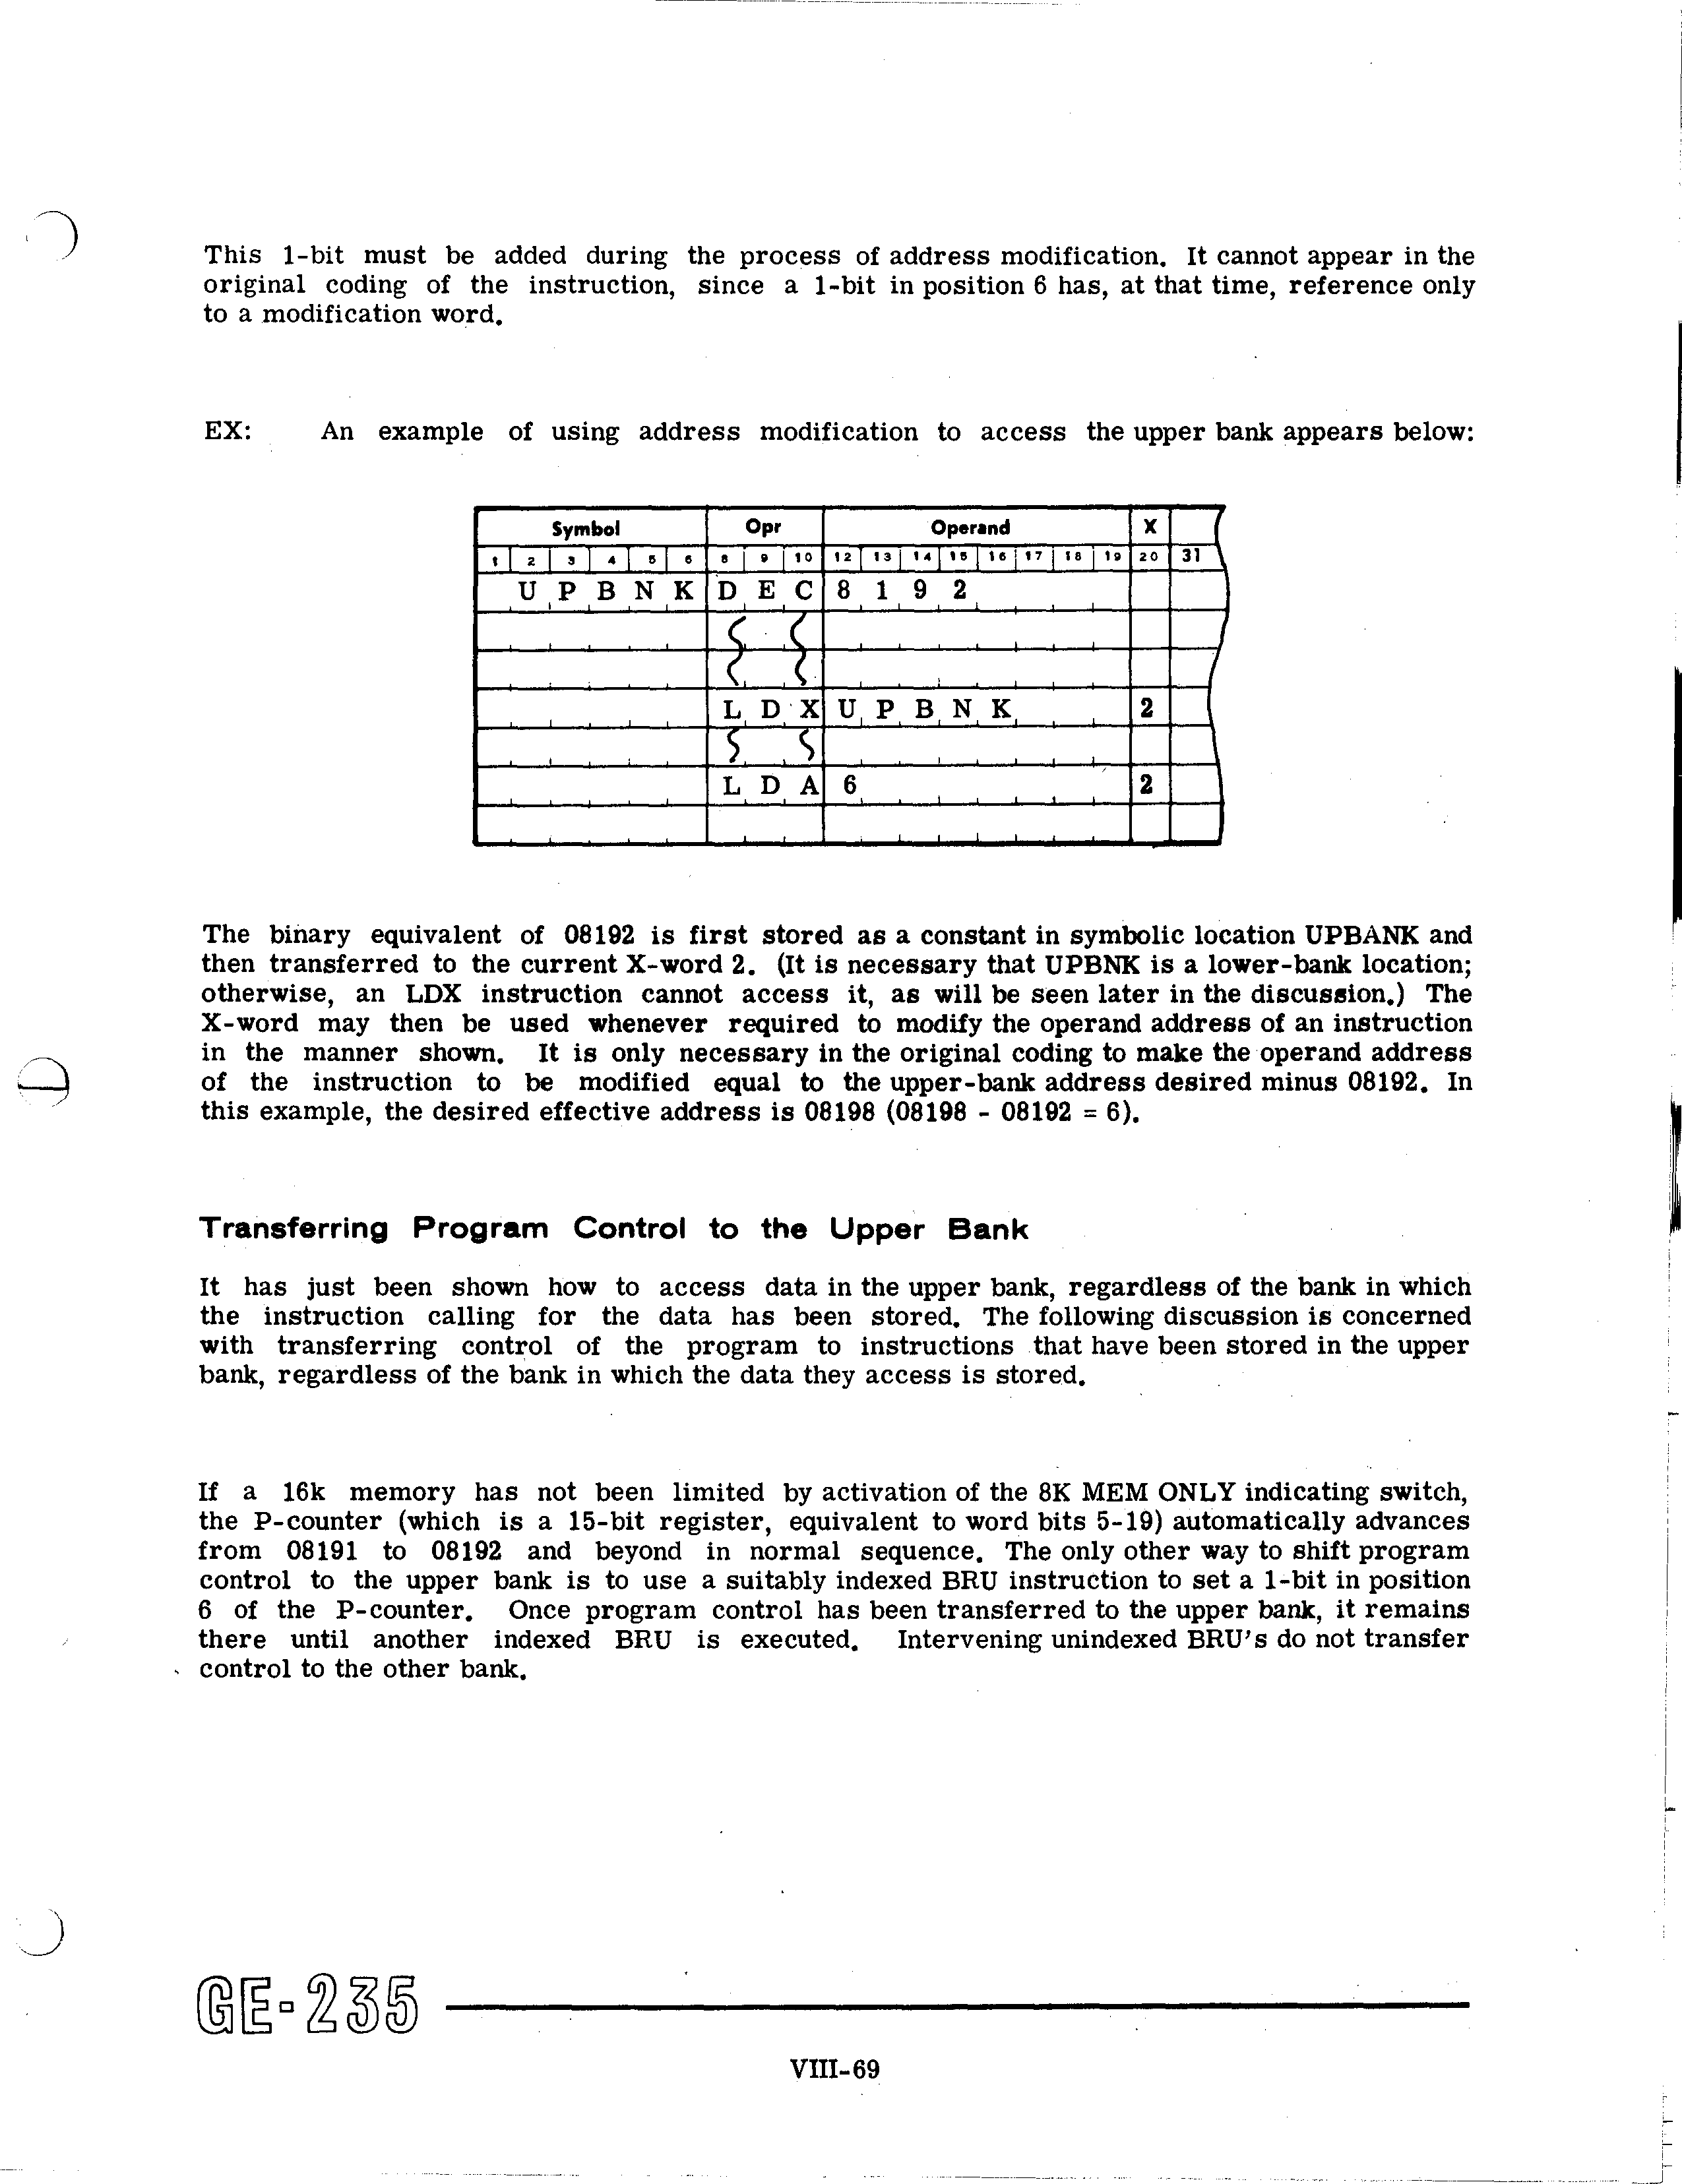 This 1-bit must be added during the process of address modification. It cannot appear in the
original coding of the instruction, since a 1-bit in position 6 has, at that time, reference only
to a modification word.
EX: An example of using address modification to access the upper bank appears below:
Symbol Opr Operand X
1 2 3 4 5 6 8 9 10 12 13 14 15 16 17 18 19 20 31
U P B N K D E C 8 1 9 2
L D X U P B N K 2
L D A 6 2
The binary equivalent of 08192 is first stored as a constant in symbolic location UPBANK and
then transferred to the current X-word 2. (It is necessary that UPBNK is a lower-bank location;
otherwise, an LDX instruction cannot access it, as will be seen later in the discussion.) The
X-word may then be used whenever required to modify the operand address of an instruction
in the manner shown. It is only necessary in the original coding to make the operand address
of the instruction to be modified equal to the upper-bank address desired minus 08192. In
this example, the desired effective address is 08198 (08198 - 08192 = 6).
Transferring Program Control to the Upper Bank
It has just been shown how to access data in the upper bank, regardless of the bank in which
the instruction calling for the data has been stored. The following discussion is concerned
with transferring control of the program to instructions that have been stored in the upper
bank, regardless of the bank in which the data they access is stored.
If a 16k memory has not been limited by activation of the 8K MEM ONLY indicating switch,
the P-counter (which is a 15-bit register, equivalent to word bits 5-19) automatically advances
from 08191 to 08192 and beyond in normal sequence. The only other way to shift program
control to the upper bank is to use a suitably indexed BRU instruction to set a 1-bit in position
6 of the P-counter. Once program control has been transferred to the upper bank, it remains
there until another indexed BRU is executed. Intervening unindexed BRU's do not transfer
control to the other bank.
GE-235
VIII-69